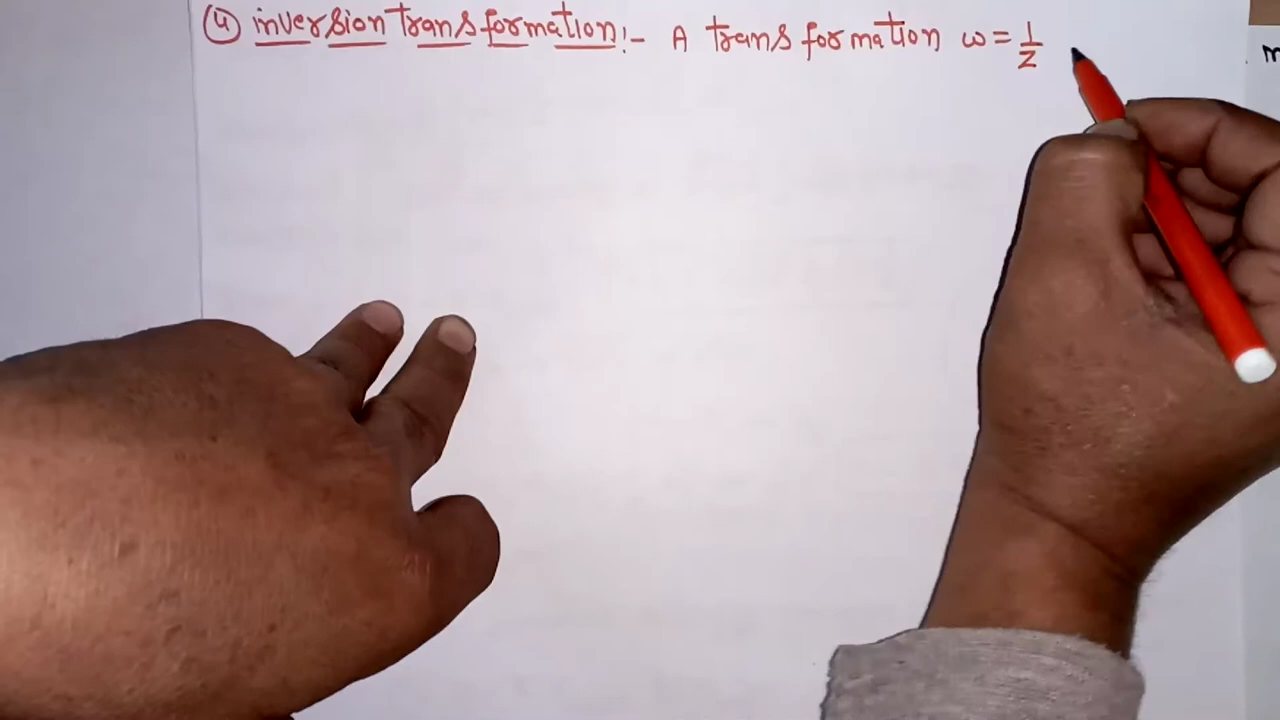 ④ inversion transformation:- A transformation ω = 1/z